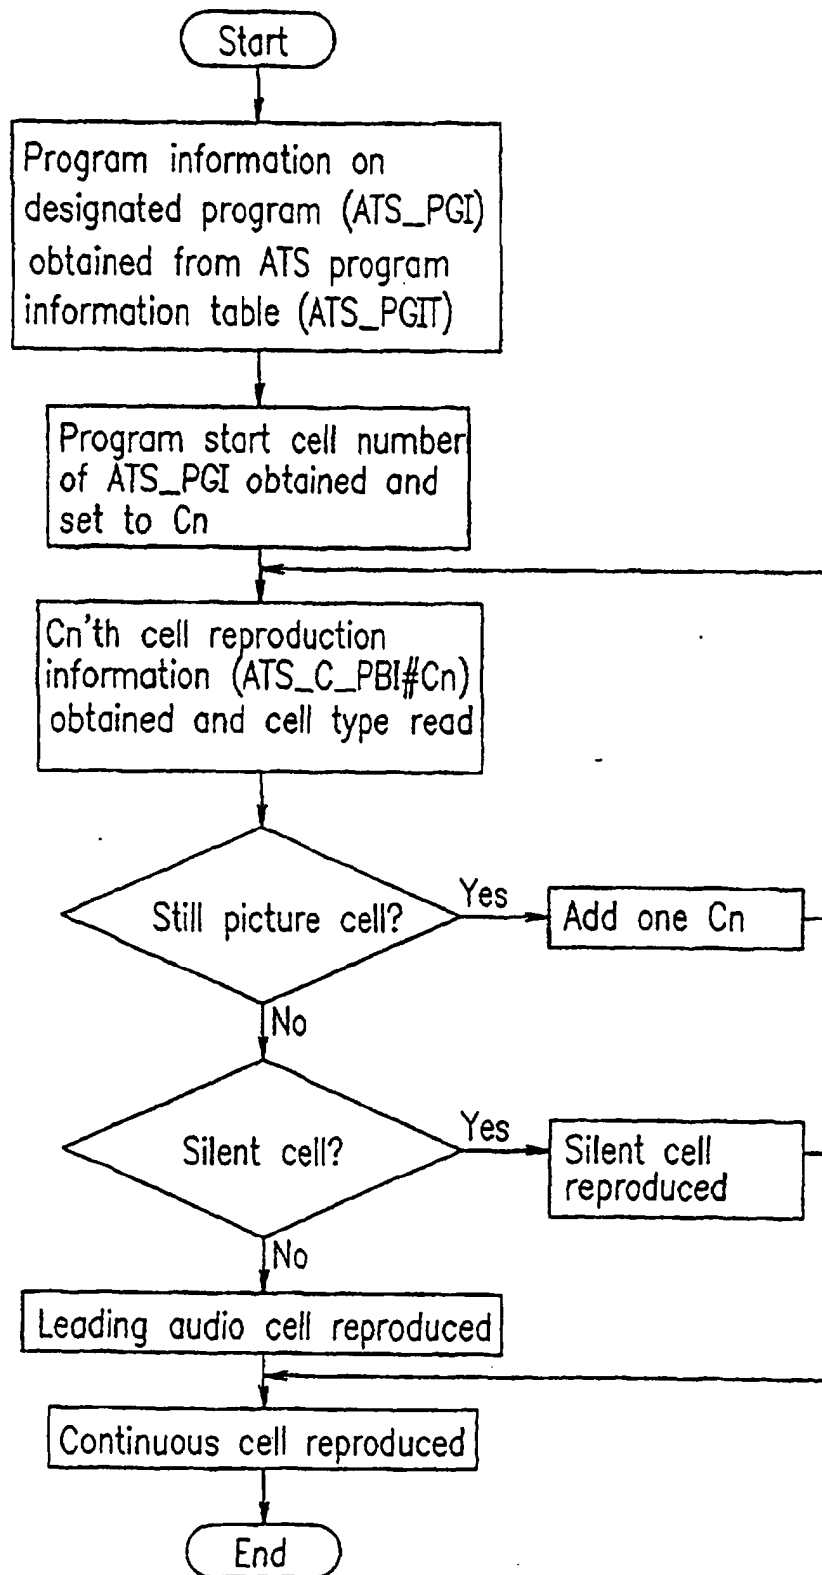 Start
Program information on
designated program (ATS_PGI)
obtained from ATS program
information table (ATS_PGIT)
Program start cell number
of ATS_PGI obtained and
set to Cn
Cn'th cell reproduction
information (ATS_C_PBI#Cn)
obtained and cell type read
Still picture cell?
Yes
Add one Cn
No
Silent cell?
Yes
Silent cell
reproduced
No
Leading audio cell reproduced
Continuous cell reproduced
End